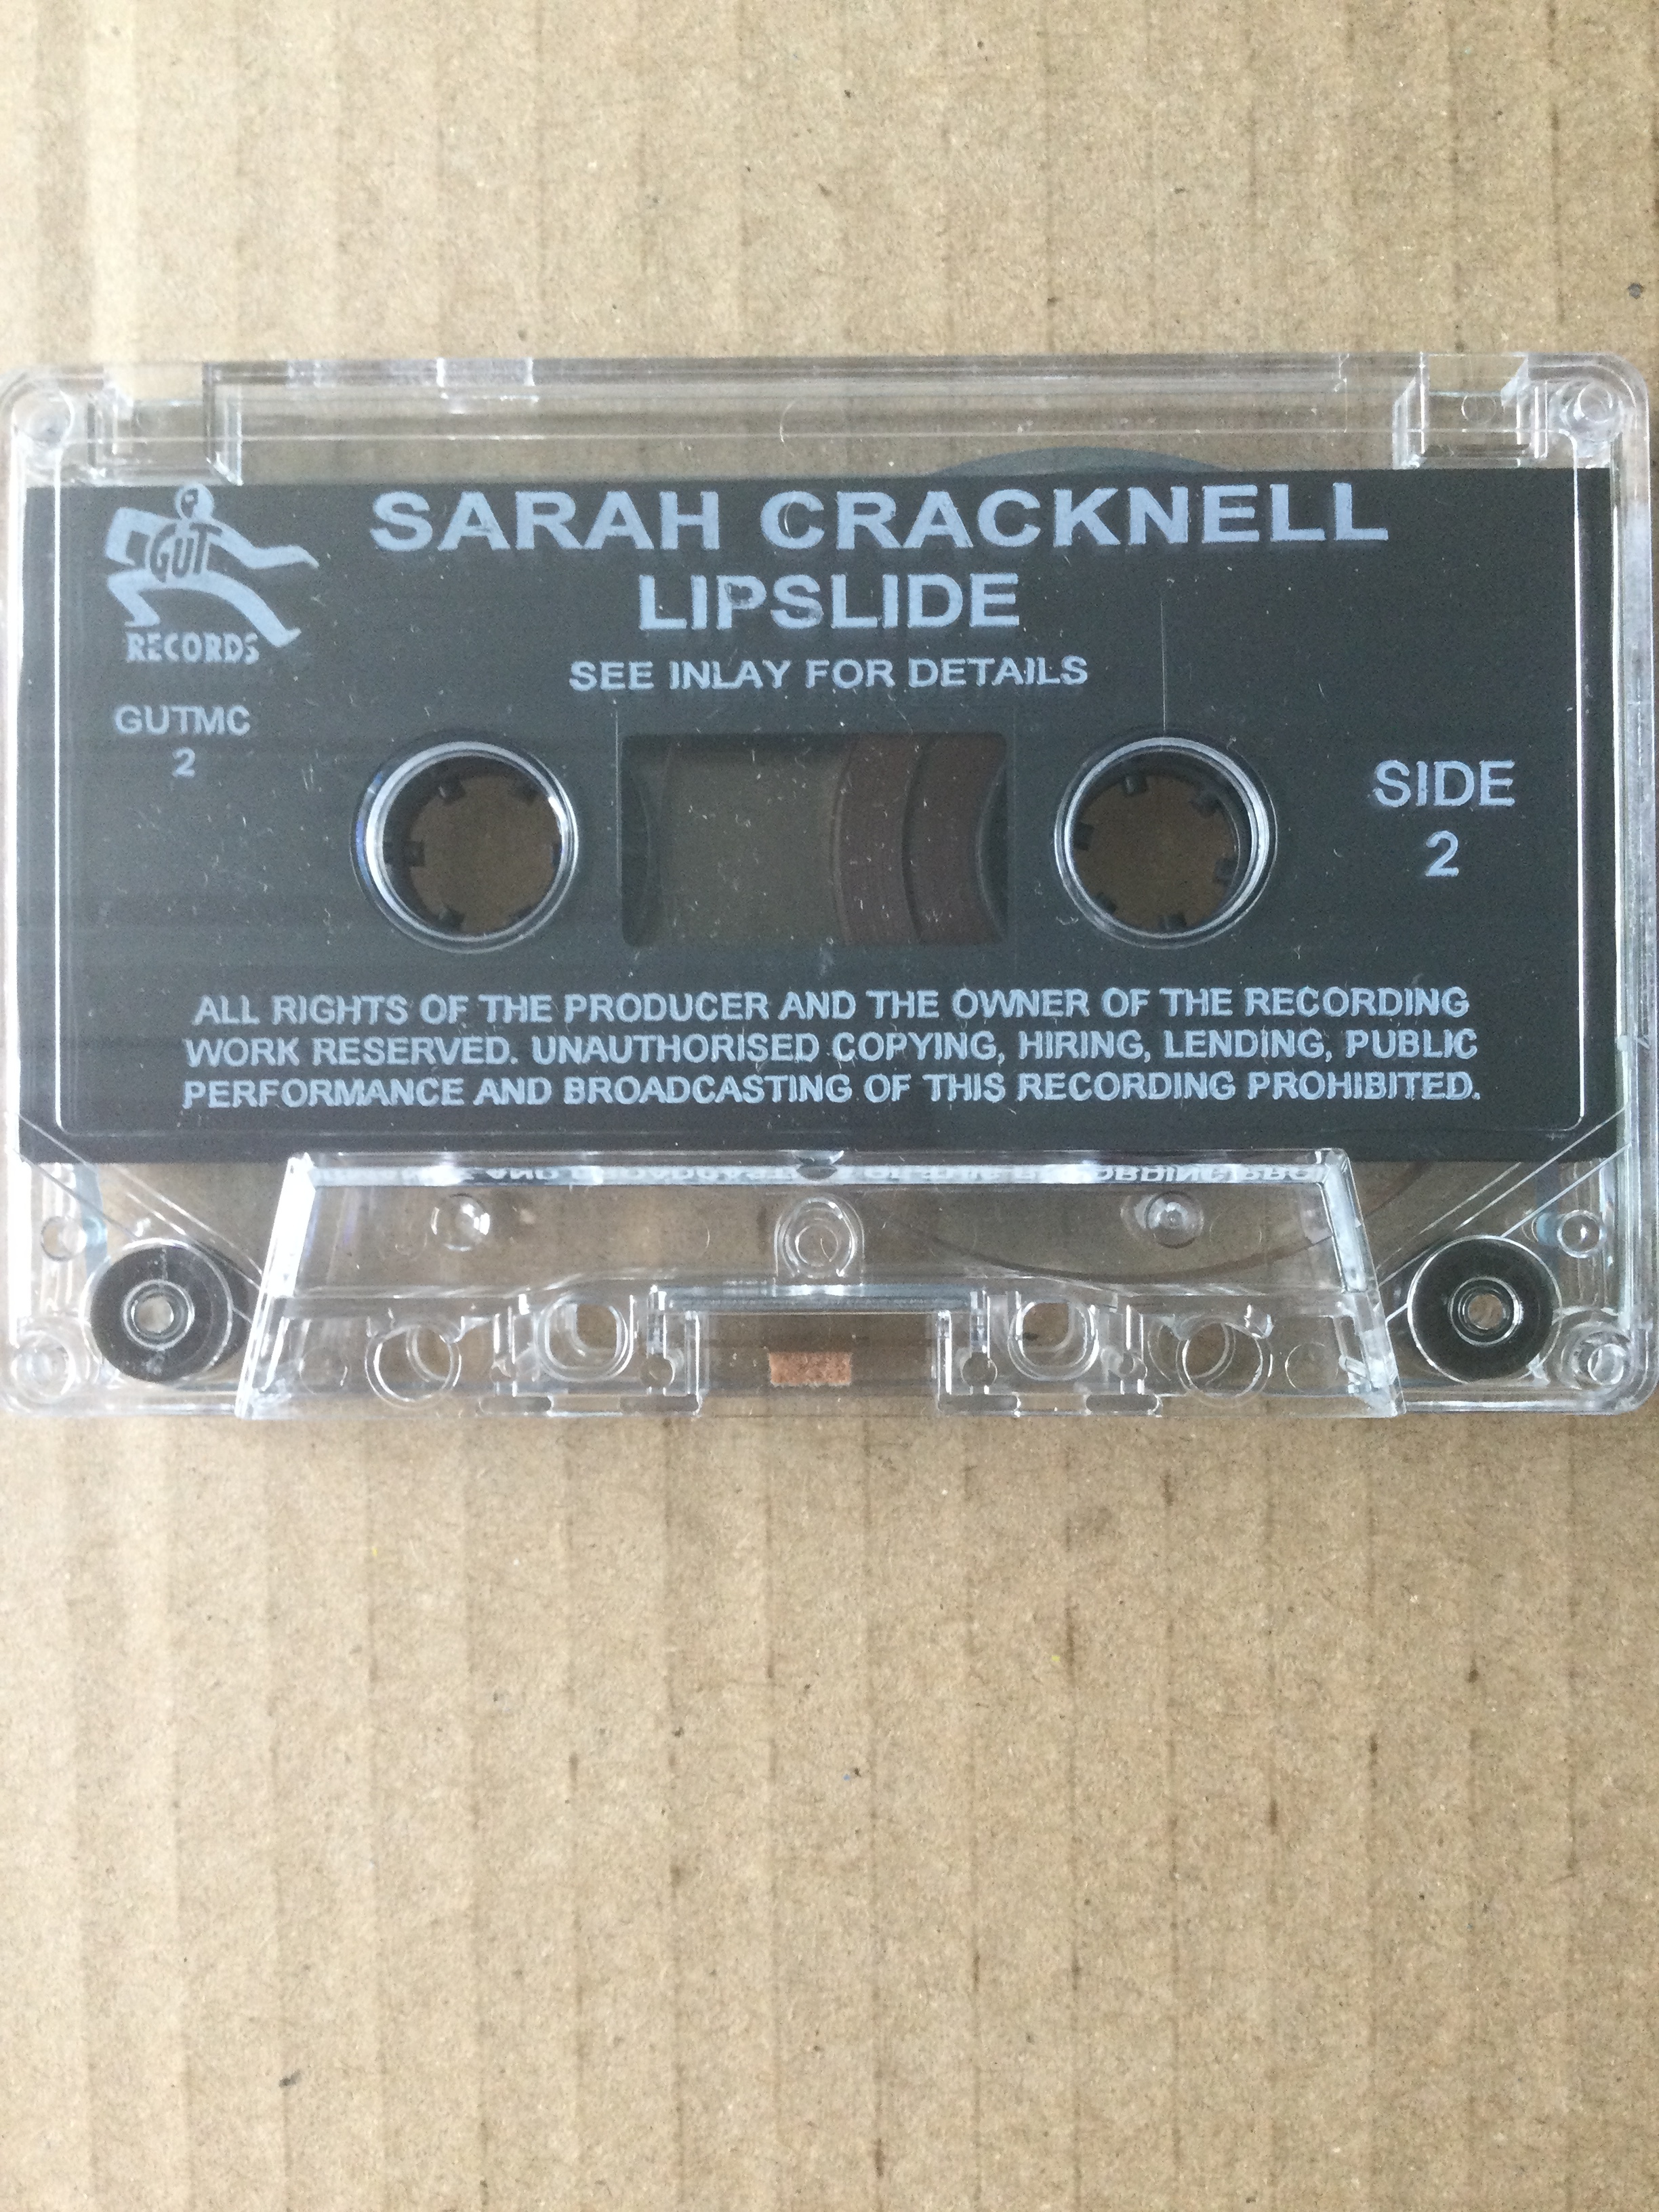 SARAH CRACKNELL
LIPSLIDE
SEE INLAY FOR DETAILS
GUT
RECORDS
GUTMC
2
SIDE
2
ALL RIGHTS OF THE PRODUCER AND THE OWNER OF THE RECORDING
WORK RESERVED. UNAUTHORISED COPYING, HIRING, LENDING, PUBLIC
PERFORMANCE AND BROADCASTING OF THIS RECORDING PROHIBITED.